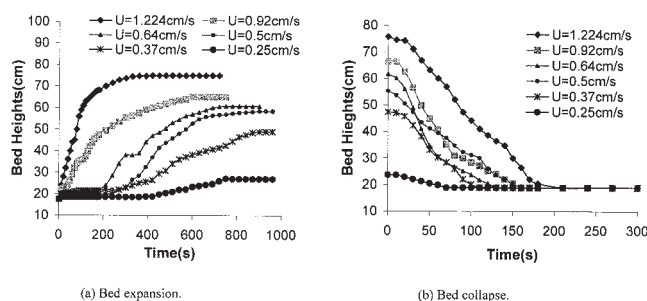 U=1.224cm/s U=0.92cm/s
U=0.64cm/s U=0.5cm/s
U=0.37cm/s U=0.25cm/s
100
90
80
70
60
50
40
30
20
10
Bed Heights(cm)
0 200 400 600 800 1000
Time(s)
(a) Bed expansion.
80
70
60
50
40
30
20
10
Bed Hieghts(cm)
U=1.224cm/s
U=0.92cm/s
U=0.64cm/s
U=0.5cm/s
U=0.37cm/s
U=0.25cm/s
0 50 100 150 200 250 300
Time(s)
(b) Bed collapse.